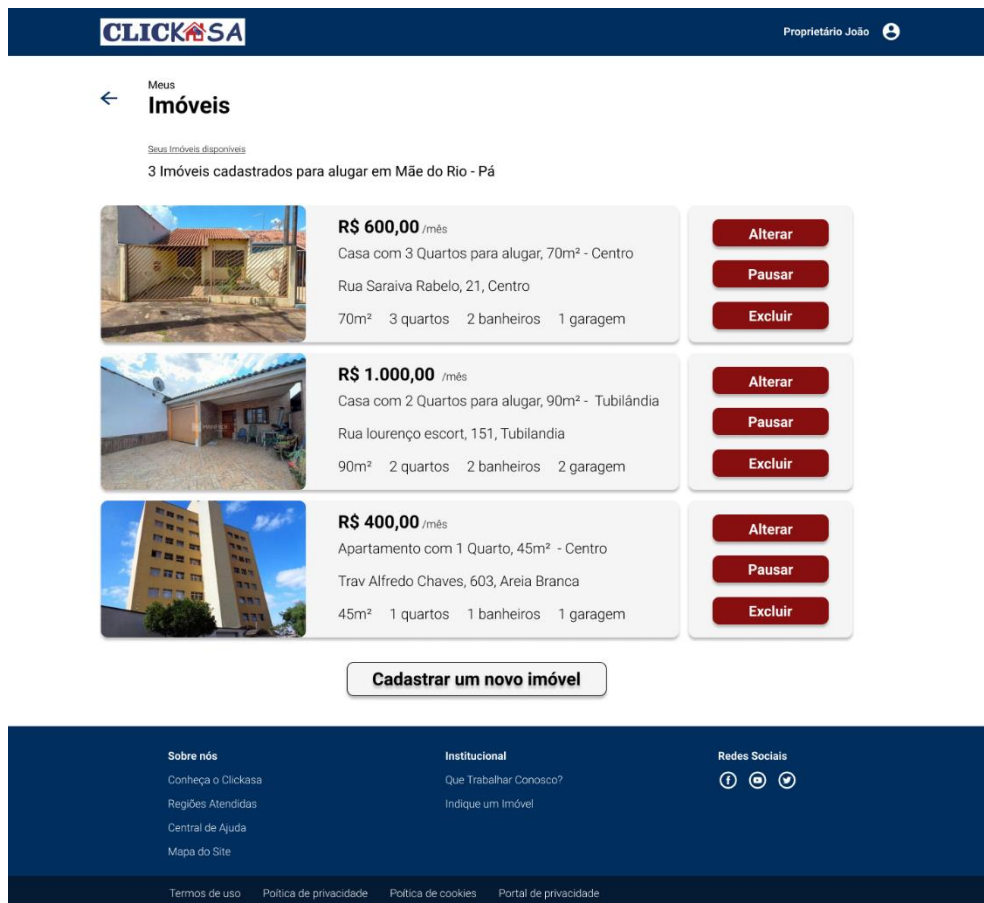 CLICKASA
Proprietário João
Meus
Imóveis
Seus Imóveis disponíveis
3 Imóveis cadastrados para alugar em Mãe do Rio - Pá
R$ 600,00 /mês
Casa com 3 Quartos para alugar, 70m² - Centro
Rua Saraiva Rabelo, 21, Centro
70m² 3 quartos 2 banheiros 1 garagem
Alterar
Pausar
Excluir
R$ 1.000,00 /mês
Casa com 2 Quartos para alugar, 90m² - Tubilândia
Rua lourenço escort, 151, Tubilandia
90m² 2 quartos 2 banheiros 2 garagem
Alterar
Pausar
Excluir
R$ 400,00 /mês
Apartamento com 1 Quarto, 45m² - Centro
Trav Alfredo Chaves, 603, Areia Branca
45m² 1 quartos 1 banheiros 1 garagem
Alterar
Pausar
Excluir
Cadastrar um novo imóvel
Sobre nós
Conheça o Clickasa
Regiões Atendidas
Central de Ajuda
Mapa do Site
Institucional
Que Trabalhar Conosco?
Indique um Imóvel
Redes Sociais
Termos de uso Poítica de privacidade Poítica de cookies Portal de privacidade